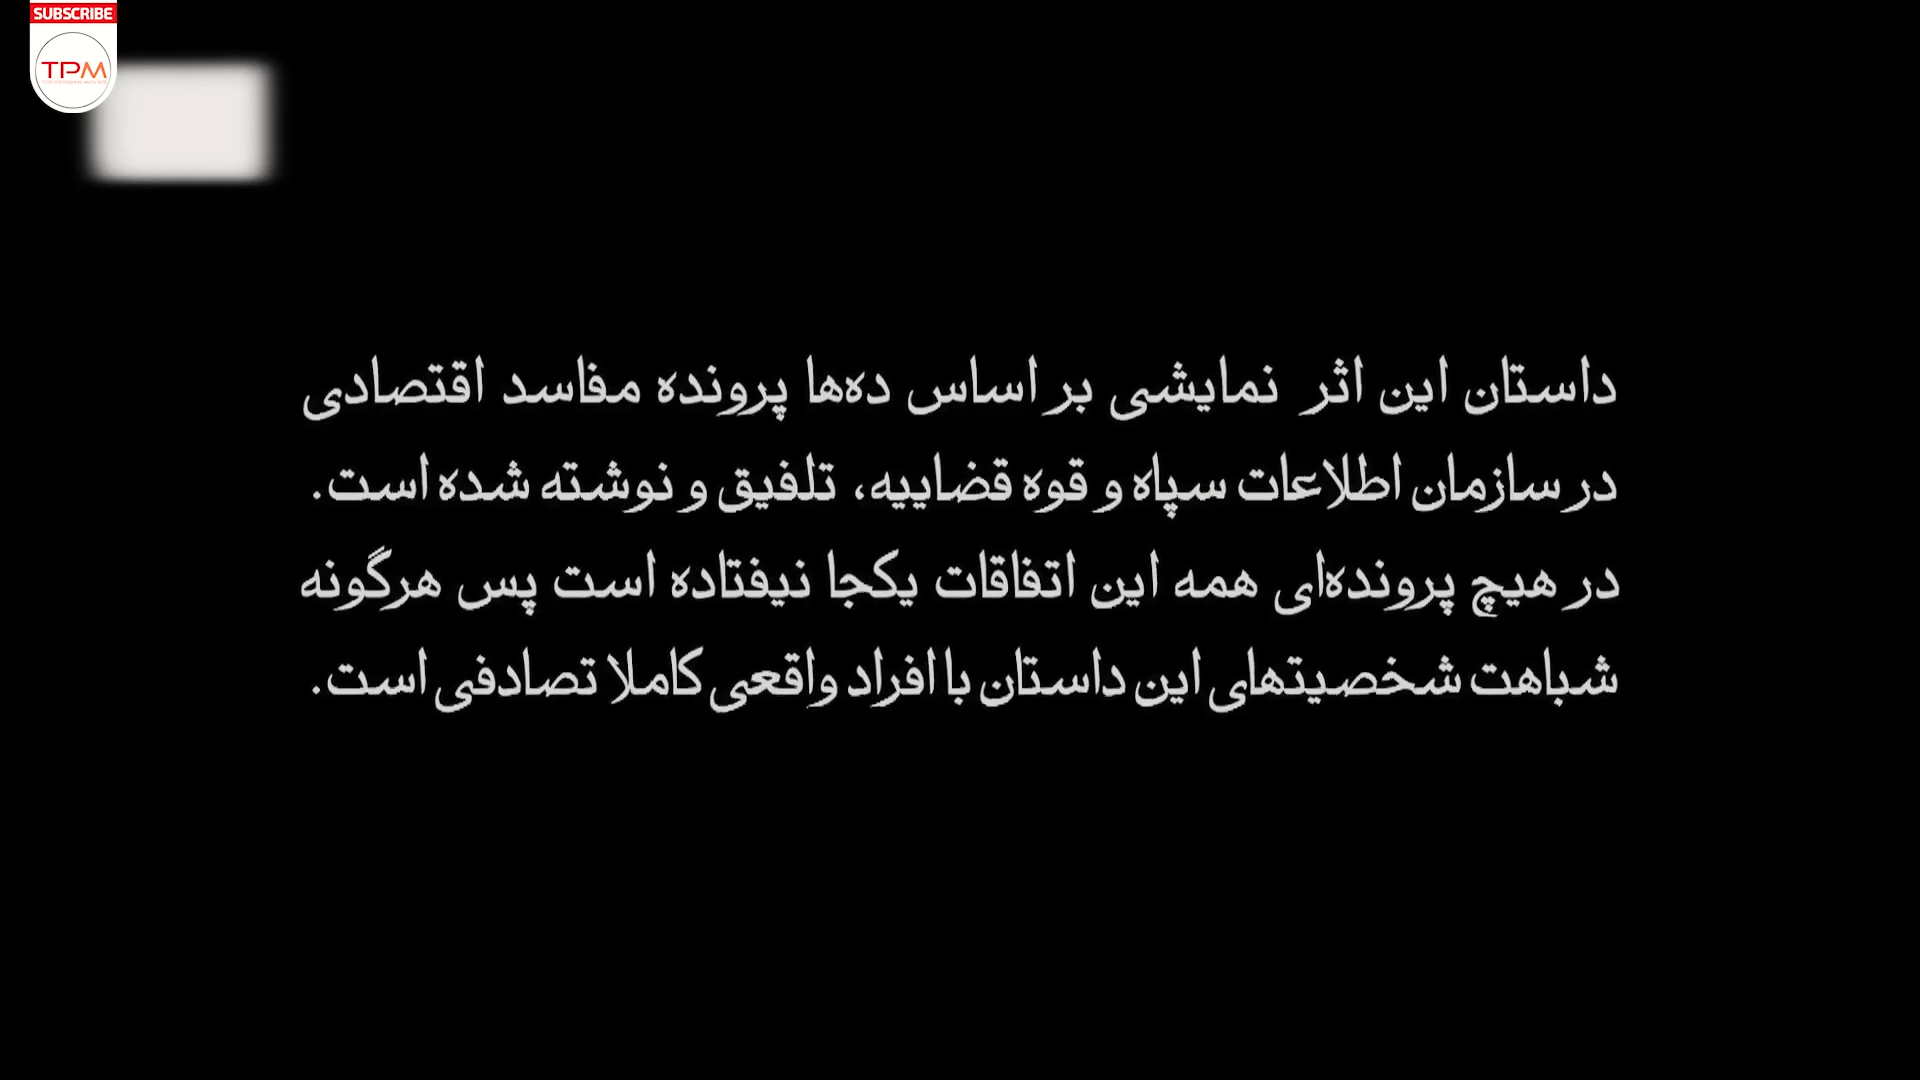 SUBSCRIBE
TPM
داستان این اثر نمایشی بر اساس ده‌ها پرونده مفاسد اقتصادی
در سازمان اطلاعات سپاه و قوه قضاییه، تلفیق و نوشته شده است.
در هیچ پرونده‌ای همه این اتفاقات یکجا نیفتاده است پس هرگونه
شباهت شخصیتهای این داستان با افراد واقعی کاملا تصادفی است.